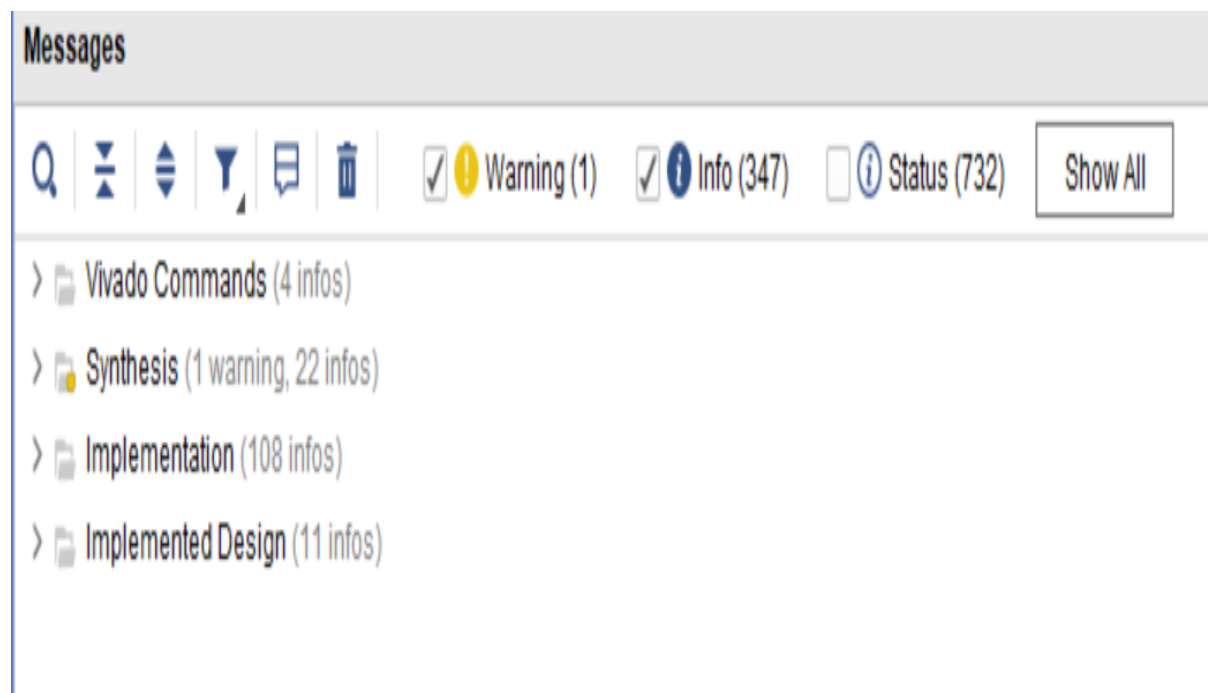 Messages
Warning (1) Info (347) Status (732) Show All
Vivado Commands (4 infos)
Synthesis (1 warning, 22 infos)
Implementation (108 infos)
Implemented Design (11 infos)